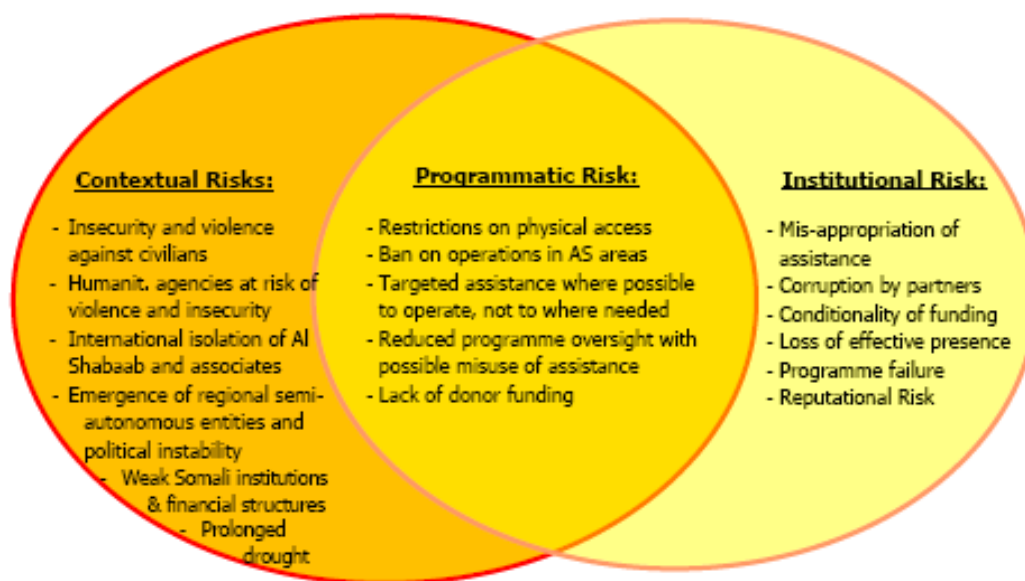 Contextual Risks:
- Insecurity and violence
against civilians
- Humanit. agencies at risk of
violence and insecurity
- International isolation of Al
Shabaab and associates
- Emergence of regional semi-
autonomous entities and
political instability
- Weak Somali institutions
& financial structures
- Prolonged
drought
Programmatic Risk:
- Restrictions on physical access
- Ban on operations in AS areas
- Targeted assistance where possible
to operate, not to where needed
- Reduced programme oversight with
possible misuse of assistance
- Lack of donor funding
Institutional Risk:
- Mis-appropriation of
assistance
- Corruption by partners
- Conditionality of funding
- Loss of effective presence
- Programme failure
- Reputational Risk